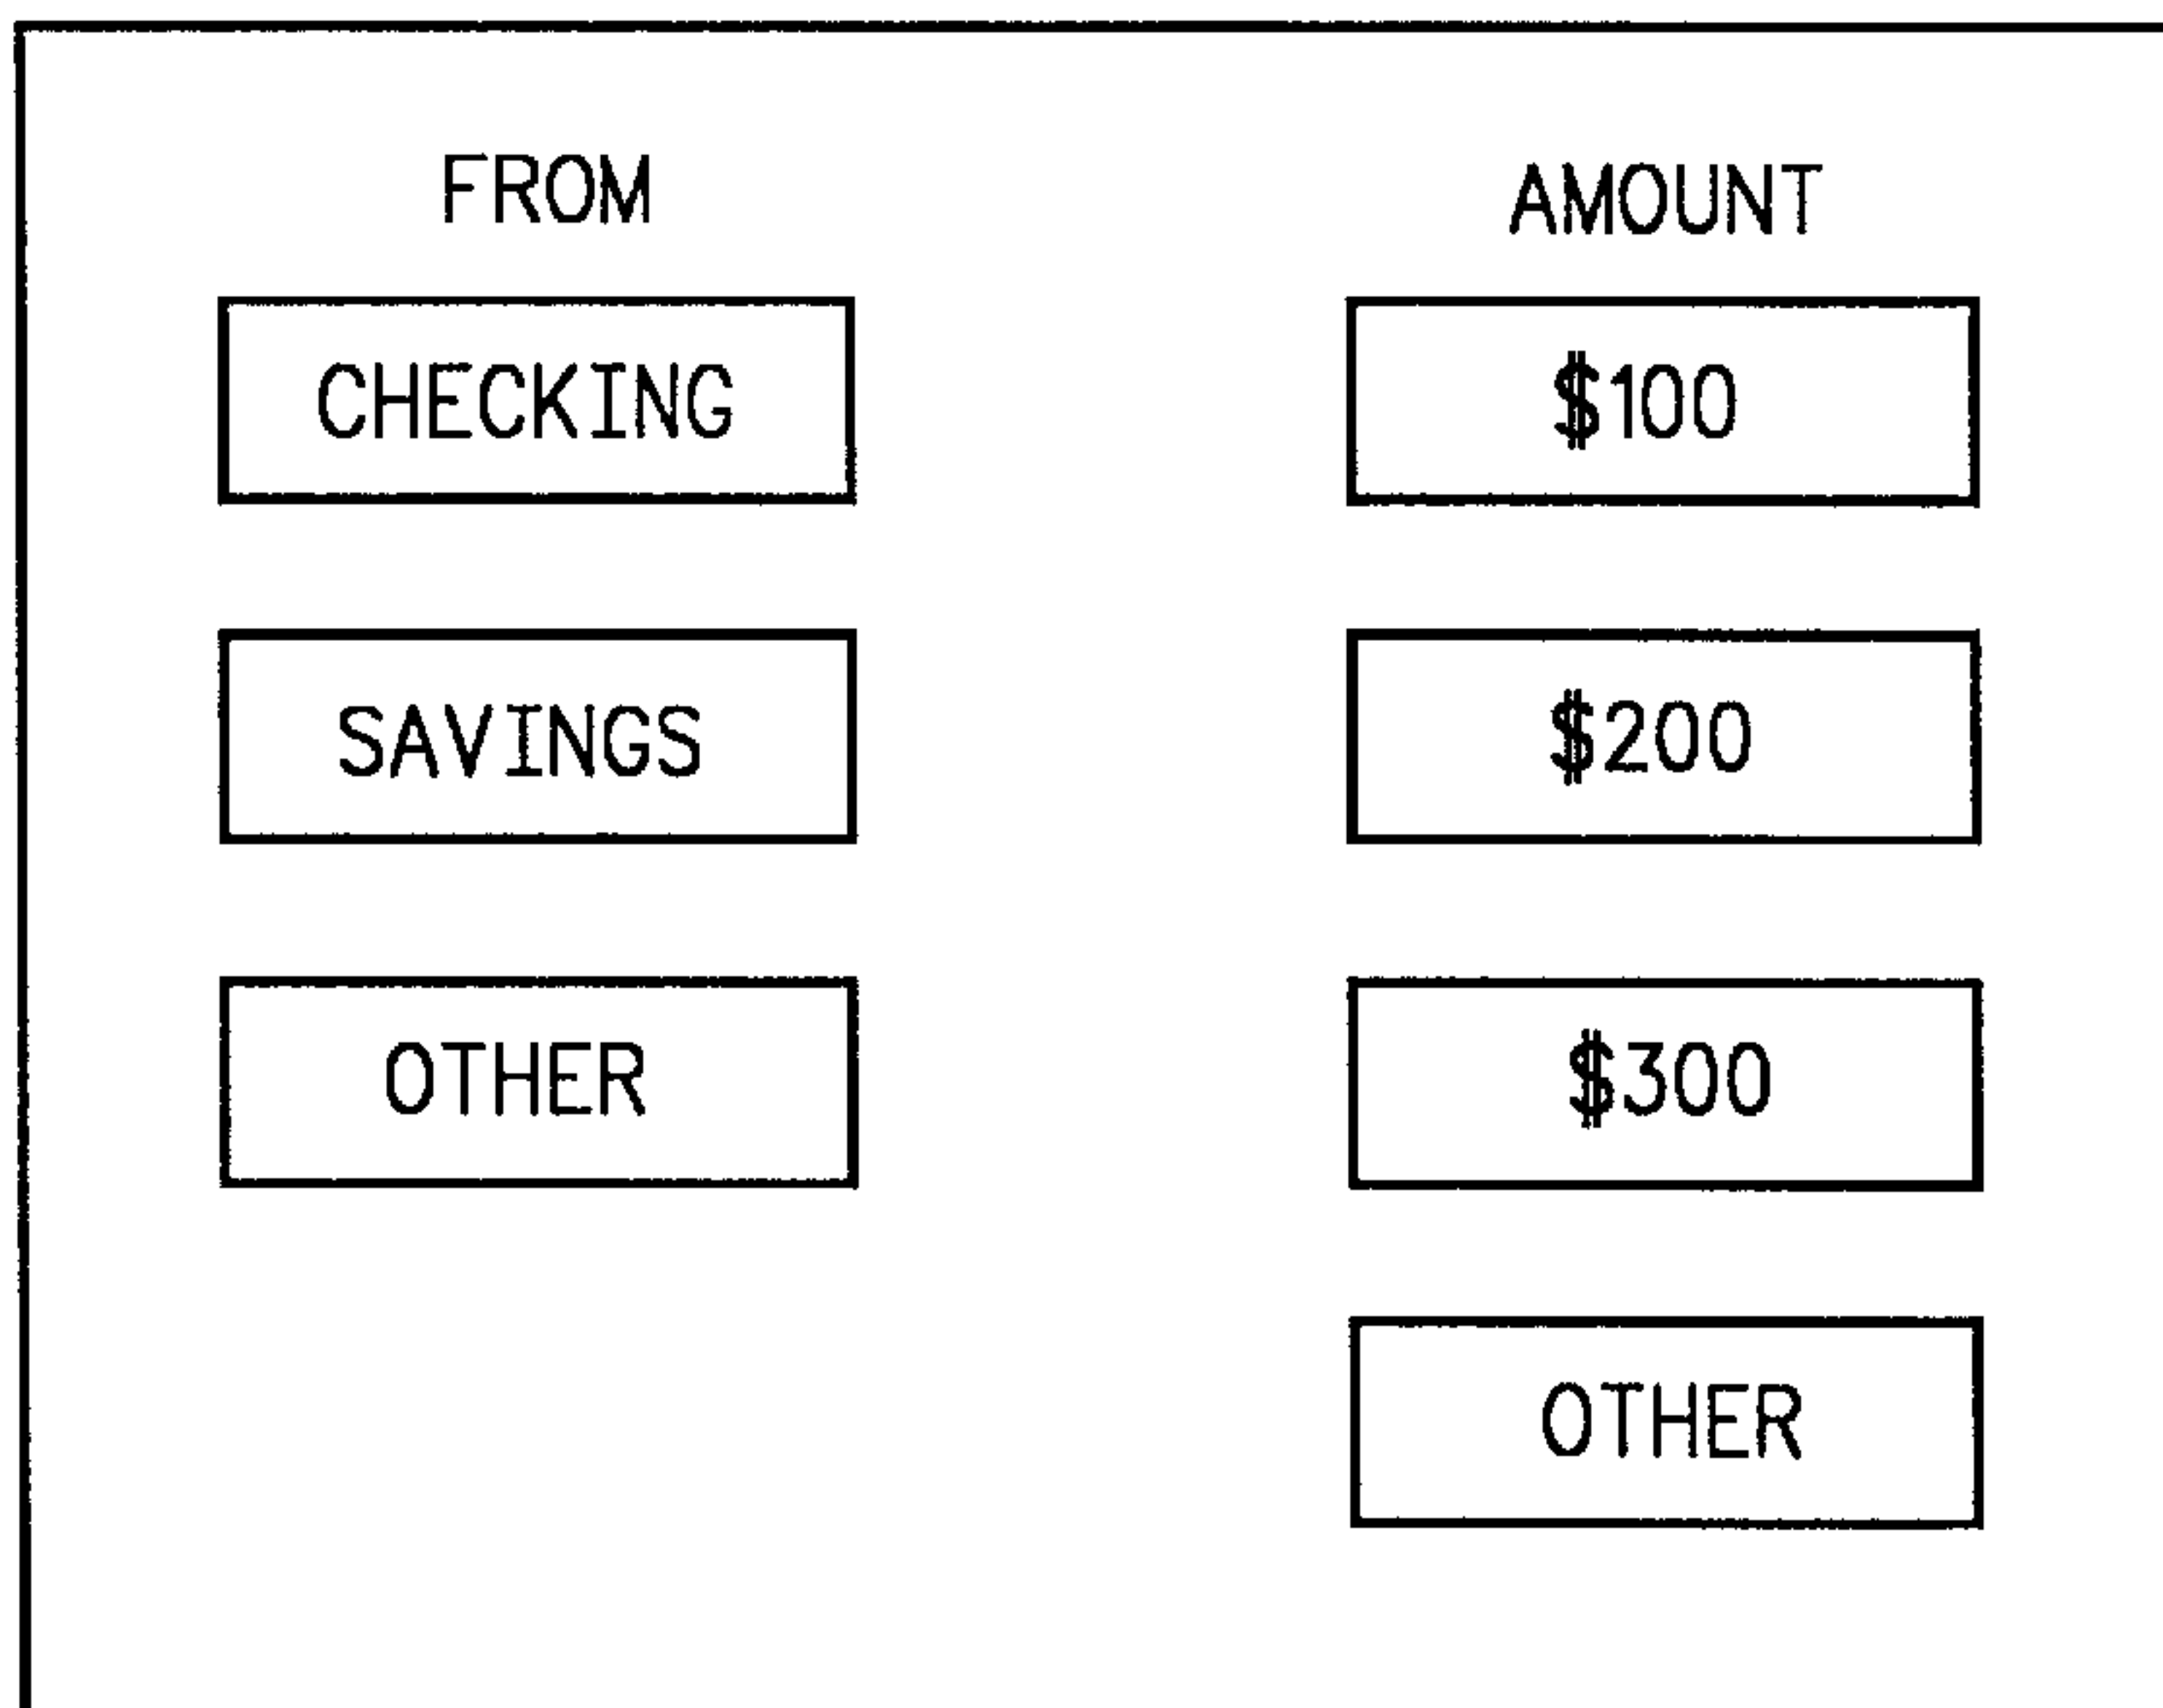 FROM
CHECKING
SAVINGS
OTHER
AMOUNT
$100
$200
$300
OTHER